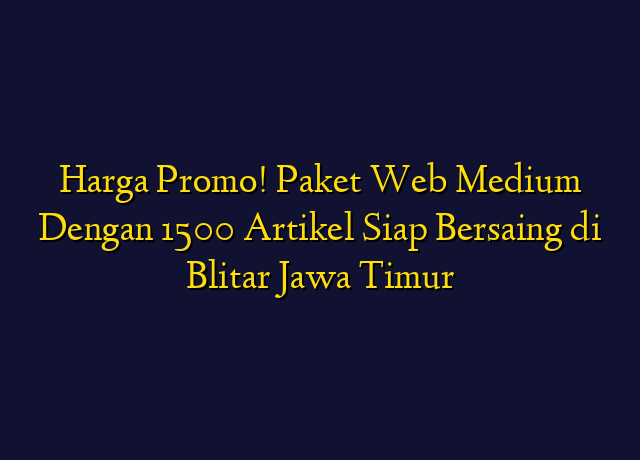 Harga Promo! Paket Web Medium
Dengan 1500 Artikel Siap Bersaing di
Blitar Jawa Timur